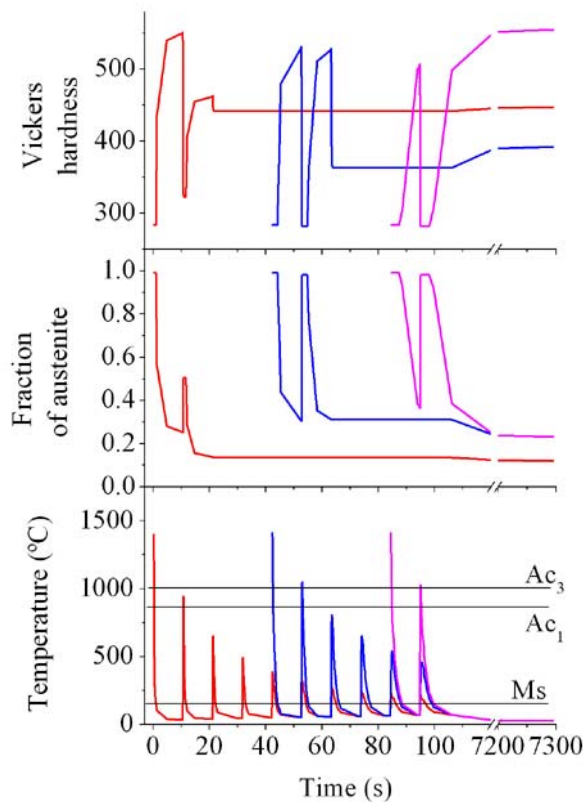 Vickers
hardness
500
400
300
Fraction
of austenite
1.0
0.8
0.6
0.4
0.2
0.0
Temperature (°C)
1500
1000
500
0
Ac3
Ac1
Ms
0 20 40 60 80 100 7200 7300
Time (s)